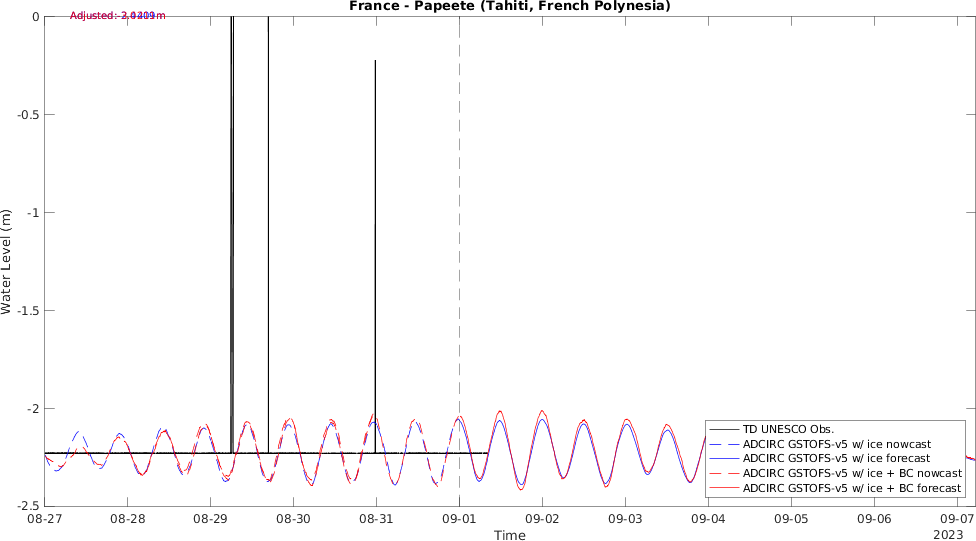 France - Papeete (Tahiti, French Polynesia)
Adjusted:
0
-0.5
-1
-1.5
-2
-2.5
Water Level (m)
TD UNESCO Obs.
ADCIRC GSTOFS-v5 w/ ice nowcast
ADCIRC GSTOFS-v5 w/ ice forecast
ADCIRC GSTOFS-v5 w/ ice + BC nowcast
ADCIRC GSTOFS-v5 w/ ice + BC forecast
08-27 08-28 08-29 08-30 08-31 09-01 09-02 09-03 09-04 09-05 09-06 09-07
Time
2023